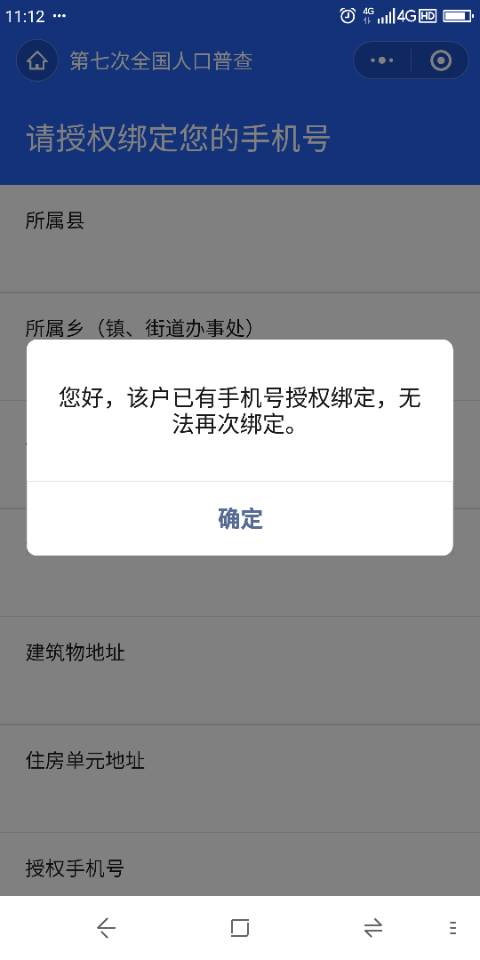 11:12
4G 4G HD
第七次全国人口普查
请授权绑定您的手机号
所属县
所属乡（镇、街道办事处）
您好，该户已有手机号授权绑定，无
法再次绑定。
确定
建筑物地址
住房单元地址
授权手机号